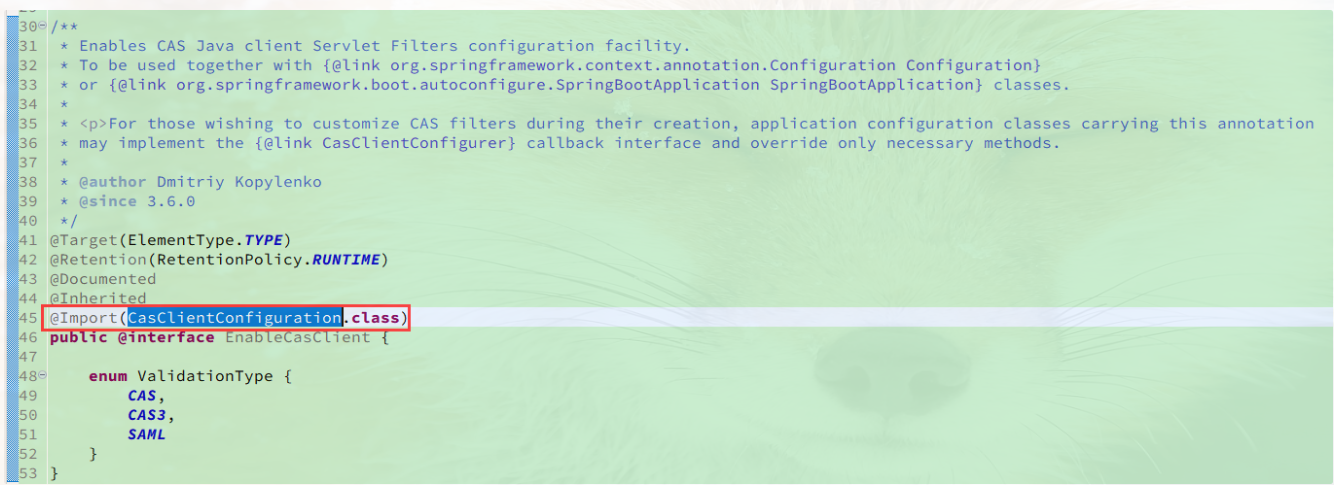 30 /**
31  * Enables CAS Java client Servlet Filters configuration facility.
32  * To be used together with {@link org.springframework.context.annotation.Configuration Configuration}
33  * or {@link org.springframework.boot.autoconfigure.SpringBootApplication SpringBootApplication} classes.
34  *
35  * <p>For those wishing to customize CAS filters during their creation, application configuration classes carrying this annotation
36  * may implement the {@link CasClientConfigurer} callback interface and override only necessary methods.
37  *
38  * @author Dmitriy Kopylenko
39  * @since 3.6.0
40  */
41 @Target(ElementType.TYPE)
42 @Retention(RetentionPolicy.RUNTIME)
43 @Documented
44 @Inherited
45 @Import(CasClientConfiguration.class)
46 public @interface EnableCasClient {
47
48     enum ValidationType {
49         CAS,
50         CAS3,
51         SAML
52     }
53 }